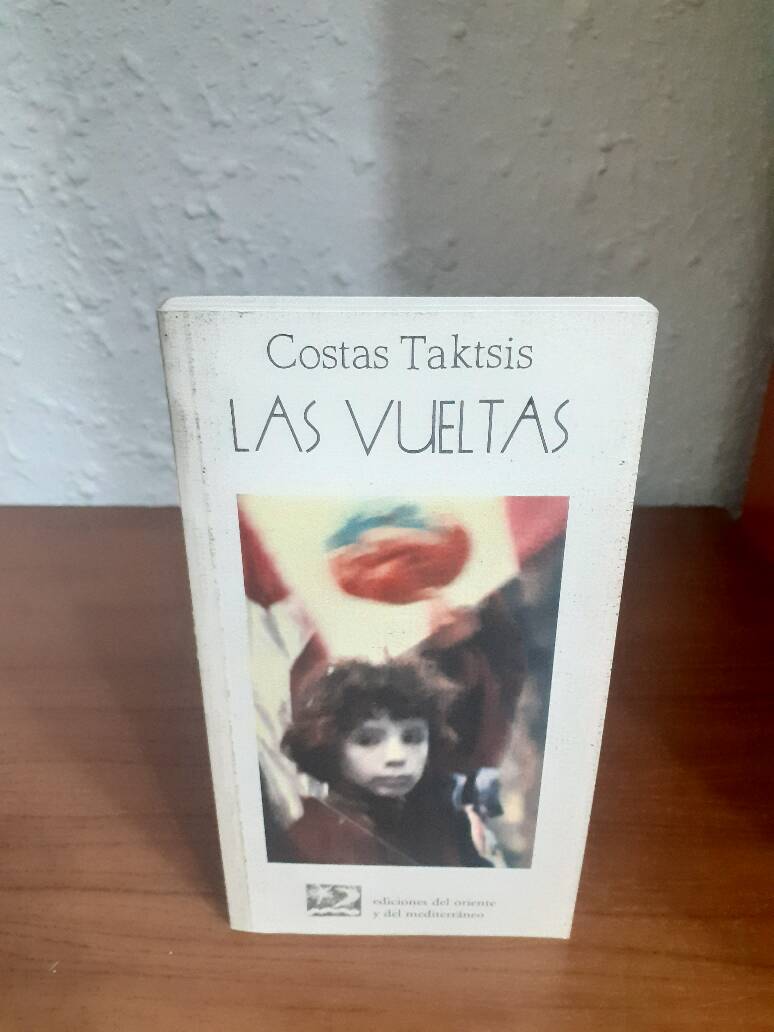 Costas Taktsis
LAS VUELTAS
ediciones del oriente
y del mediterráneo